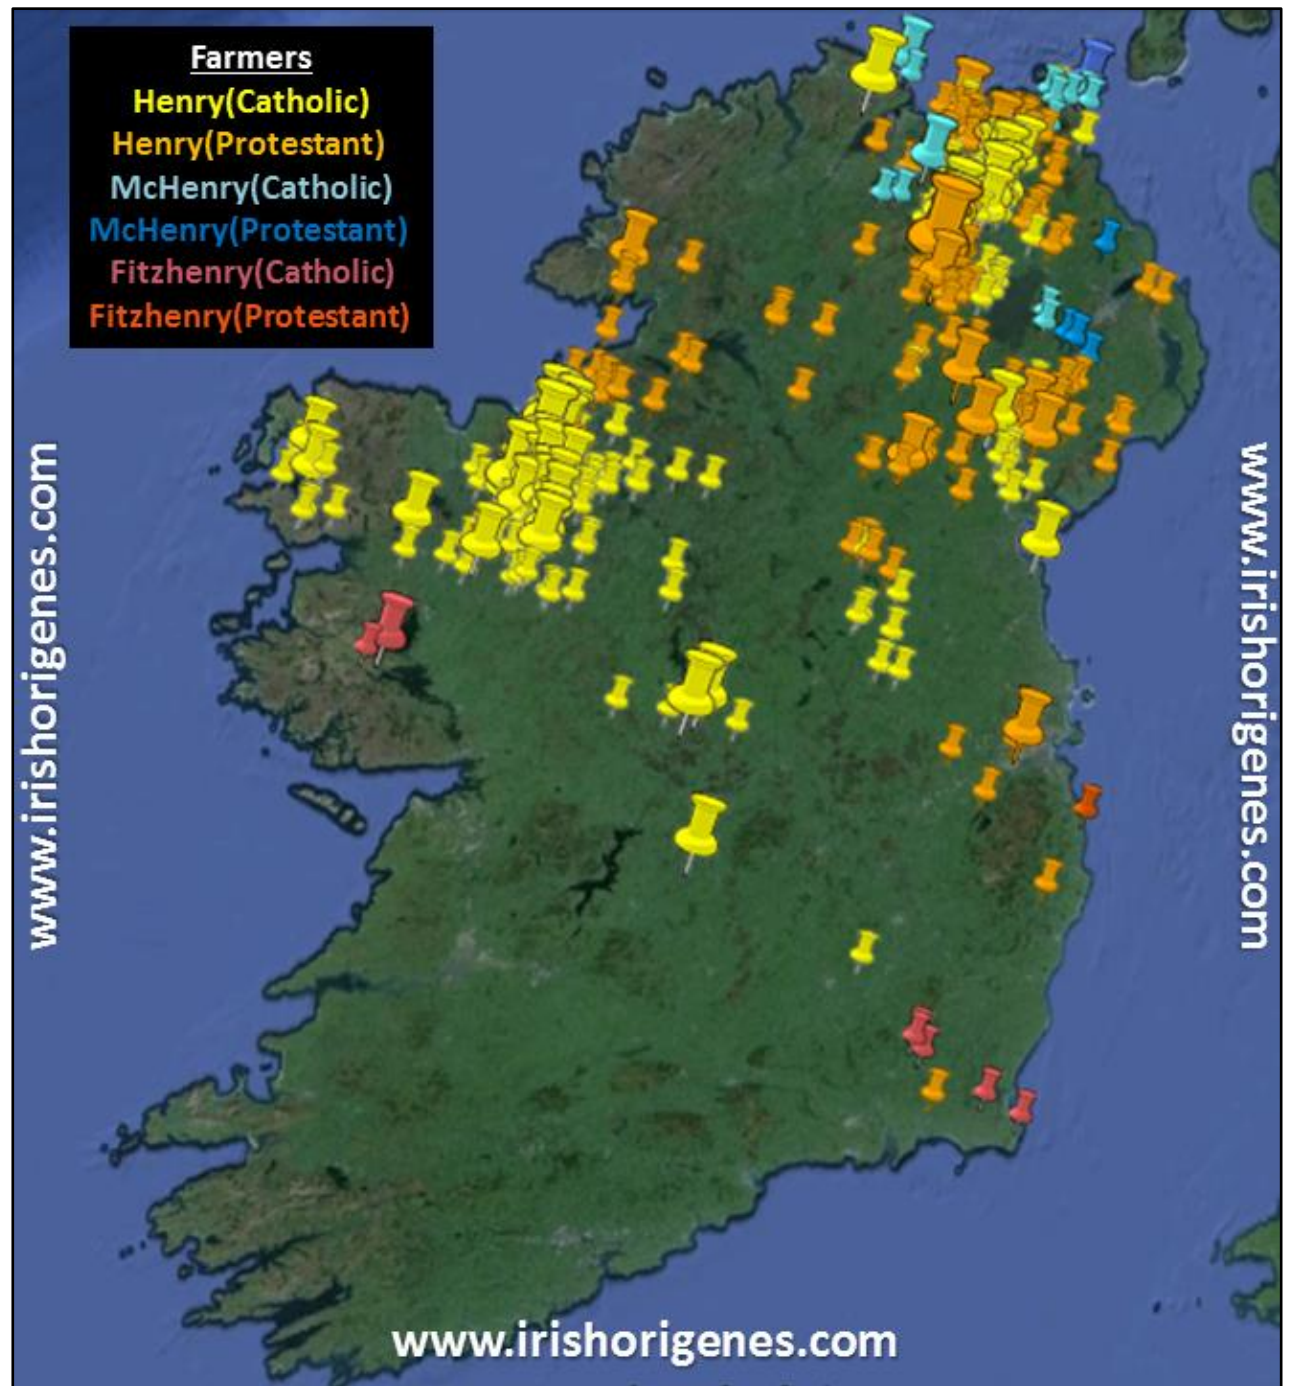 Farmers
Henry(Catholic)
Henry(Protestant)
McHenry(Catholic)
McHenry(Protestant)
Fitzhenry(Catholic)
Fitzhenry(Protestant)
www.irishorigenes.com
www.irishorigenes.com
www.irishorigenes.com